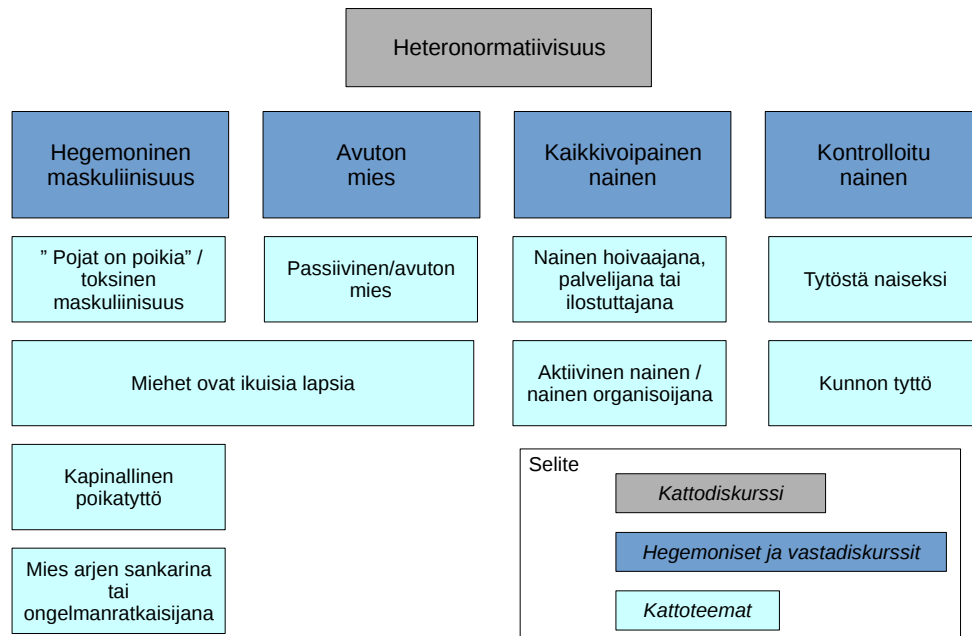 Heteronormatiivisuus
Hegemoninen
maskuliinisuus
Avuton
mies
Kaikkivoipainen
nainen
Kontrolloitu
nainen
” Pojat on poikia” /
toksinen
maskuliinisuus
Passiivinen/avuton
mies
Nainen hoivaajana,
palvelijana tai
ilostuttajana
Tytöstä naiseksi
Miehet ovat ikuisia lapsia
Aktiivinen nainen /
nainen organisoijana
Kunnon tyttö
Kapinallinen
poikatyttö
Mies arjen sankarina
tai
ongelmanratkaisijana
Selite
Kattodiskurssi
Hegemoniset ja vastadiskurssit
Kattoteemat